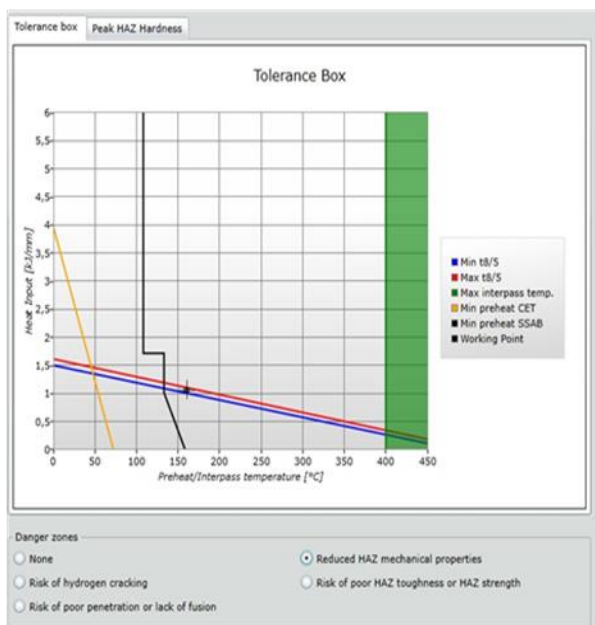 Tolerance box
Peak HAZ Hardness
Tolerance Box
Heat Input [kJ/mm]
6
5,5
5
4,5
4
3,5
3
2,5
2
1,5
1
0,5
0
0 50 100 150 200 250 300 350 400 450
Preheat/Interpass temperature [°C]
Min t8/5
Max t8/5
Max interpass temp.
Min preheat CET
Min preheat SSAB
Working Point
Danger zones
None
Reduced HAZ mechanical properties
Risk of hydrogen cracking
Risk of poor HAZ toughness or HAZ strength
Risk of poor penetration or lack of fusion